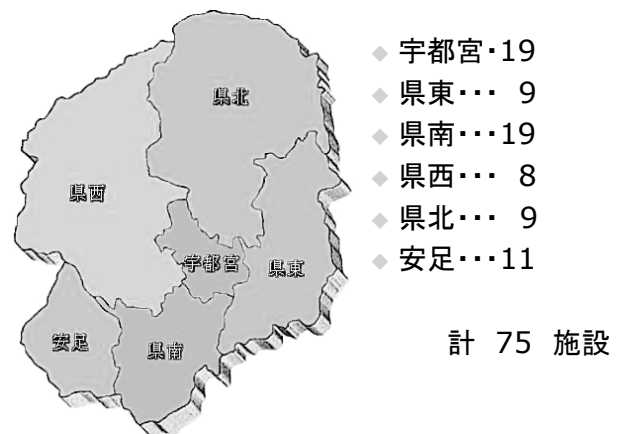 県北
県西
宇都宮
県東
安足
県南
◆ 宇都宮・19
◆ 県東・・・ 9
◆ 県南・・・19
◆ 県西・・・ 8
◆ 県北・・・ 9
◆ 安足・・・11
計 75 施設